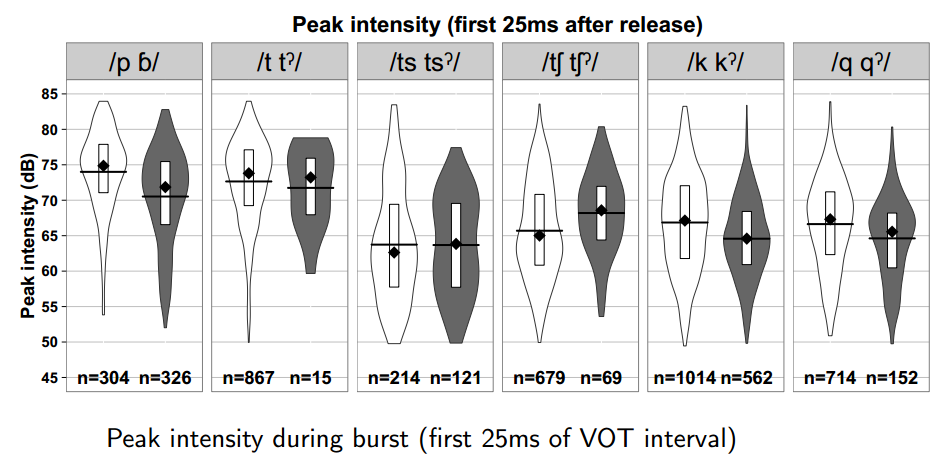 Peak intensity (first 25ms after release)
/p ɓ/ /t tˀ/ /ts tsˀ/ /tʃ tʃˀ/ /k kˀ/ /q qˀ/
Peak intensity (dB)
85
80
75
70
65
60
55
50
45
n=304 n=326 n=867 n=15 n=214 n=121 n=679 n=69 n=1014 n=562 n=714 n=152
Peak intensity during burst (first 25ms of VOT interval)